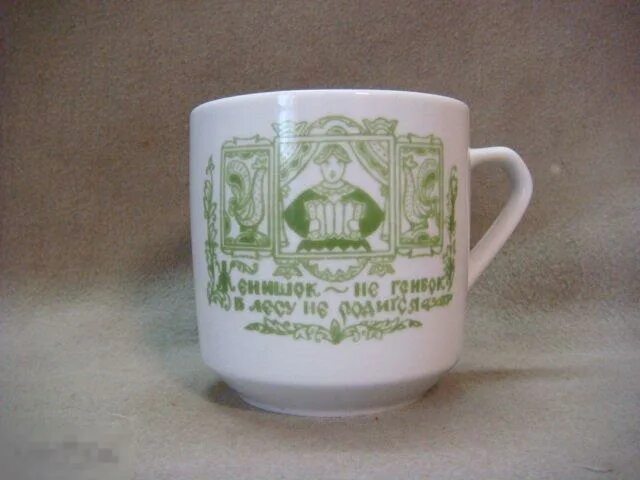 Женишок ~ не грибок
в лесу не родится